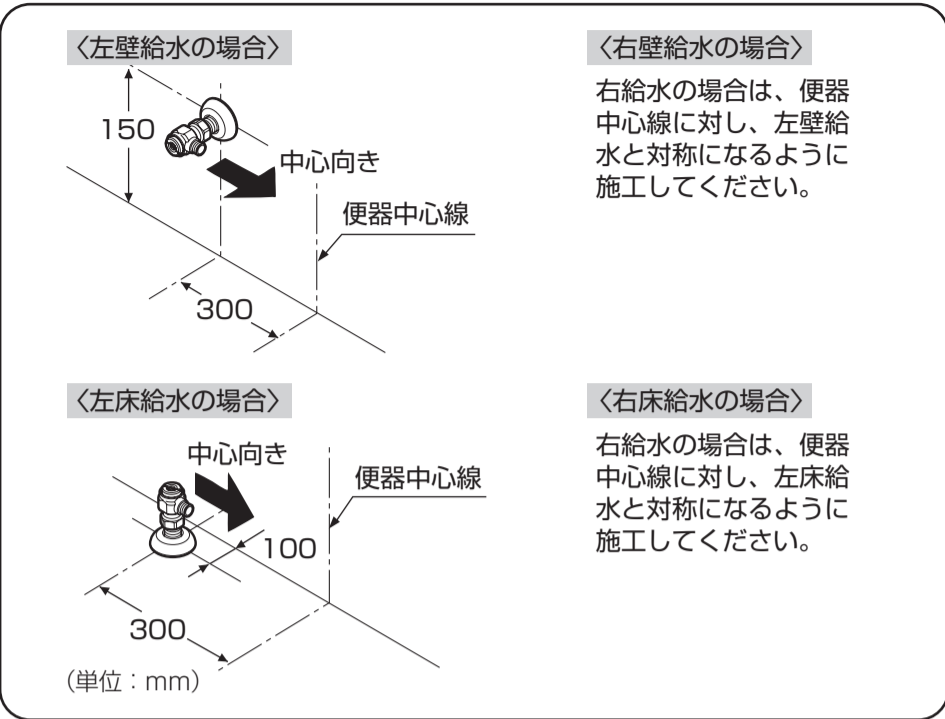 〈左壁給水の場合〉
150
中心向き
便器中心線
300
〈右壁給水の場合〉
右給水の場合は、便器
中心線に対し、左壁給
水と対称になるように
施工してください。
〈左床給水の場合〉
中心向き
便器中心線
100
300
（単位：mm）
〈右床給水の場合〉
右給水の場合は、便器
中心線に対し、左床給
水と対称になるように
施工してください。